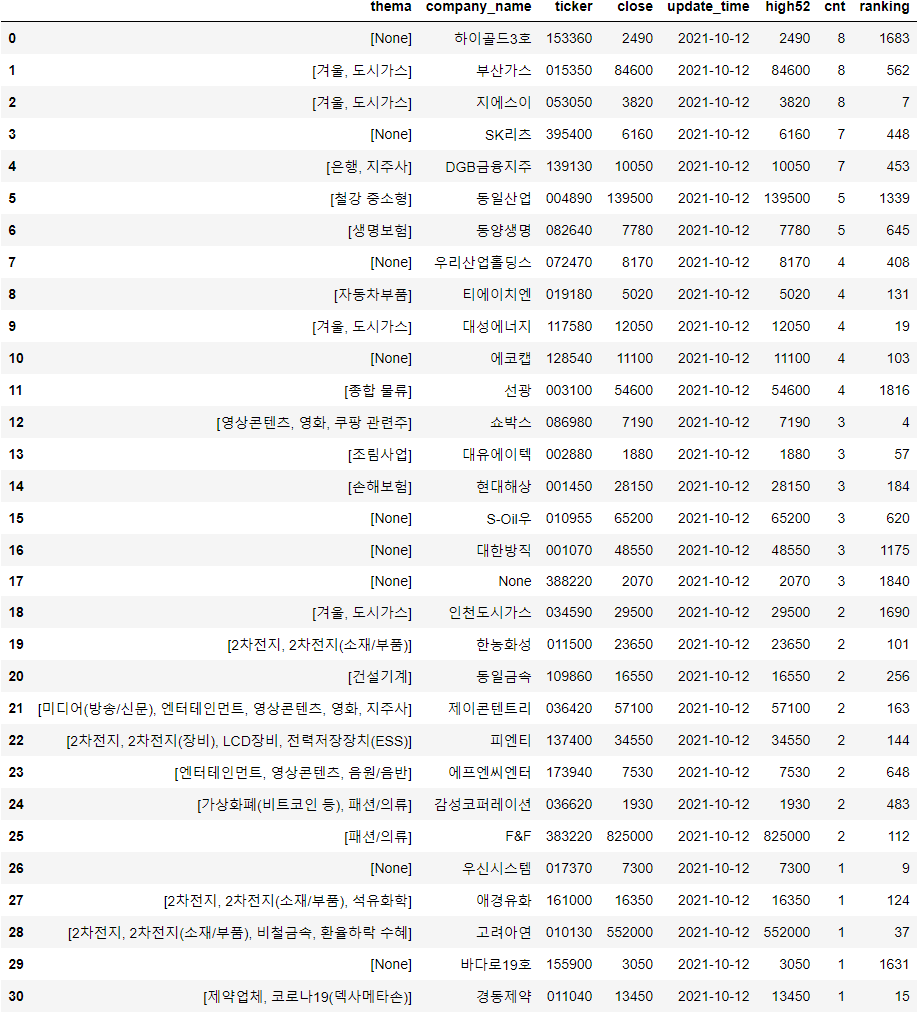 thema company_name ticker close update_time high52 cnt ranking
0 [None] 하이골드3호 153360 2490 2021-10-12 2490 8 1683
1 [겨울, 도시가스] 부산가스 015350 84600 2021-10-12 84600 8 562
2 [겨울, 도시가스] 지에스이 053050 3820 2021-10-12 3820 8 7
3 [None] SK리츠 395400 6160 2021-10-12 6160 7 448
4 [은행, 지주사] DGB금융지주 139130 10050 2021-10-12 10050 7 453
5 [철강 중소형] 동일산업 004890 139500 2021-10-12 139500 5 1339
6 [생명보험] 동양생명 082640 7780 2021-10-12 7780 5 645
7 [None] 우리산업홀딩스 072470 8170 2021-10-12 8170 4 408
8 [자동차부품] 티에이치엔 019180 5020 2021-10-12 5020 4 131
9 [겨울, 도시가스] 대성에너지 117580 12050 2021-10-12 12050 4 19
10 [None] 에코캡 128540 11100 2021-10-12 11100 4 103
11 [종합 물류] 선광 003100 54600 2021-10-12 54600 4 1816
12 [영상콘텐츠, 영화, 쿠팡 관련주] 쇼박스 086980 7190 2021-10-12 7190 3 4
13 [조림사업] 대유에이텍 002880 1880 2021-10-12 1880 3 57
14 [손해보험] 현대해상 001450 28150 2021-10-12 28150 3 184
15 [None] S-Oil우 010955 65200 2021-10-12 65200 3 620
16 [None] 대한방직 001070 48550 2021-10-12 48550 3 1175
17 [None] None 388220 2070 2021-10-12 2070 3 1840
18 [겨울, 도시가스] 인천도시가스 034590 29500 2021-10-12 29500 2 1690
19 [2차전지, 2차전지(소재/부품)] 한농화성 011500 23650 2021-10-12 23650 2 101
20 [건설기계] 동일금속 109860 16550 2021-10-12 16550 2 256
21 [미디어(방송/신문), 엔터테인먼트, 영상콘텐츠, 영화, 지주사] 제이콘텐트리 036420 57100 2021-10-12 57100 2 163
22 [2차전지, 2차전지(장비), LCD장비, 전력저장장치(ESS)] 피엔티 137400 34550 2021-10-12 34550 2 144
23 [엔터테인먼트, 영상콘텐츠, 음원/음반] 에프엔씨엔터 173940 7530 2021-10-12 7530 2 648
24 [가상화폐(비트코인 등), 패션/의류] 감성코퍼레이션 036620 1930 2021-10-12 1930 2 483
25 [패션/의류] F&F 383220 825000 2021-10-12 825000 2 112
26 [None] 우신시스템 017370 7300 2021-10-12 7300 1 9
27 [2차전지, 2차전지(소재/부품), 석유화학] 애경유화 161000 16350 2021-10-12 16350 1 124
28 [2차전지, 2차전지(소재/부품), 비철금속, 환율하락 수혜] 고려아연 010130 552000 2021-10-12 552000 1 37
29 [None] 바다로19호 155900 3050 2021-10-12 3050 1 1631
30 [제약업체, 코로나19(덱사메타손)] 경동제약 011040 13450 2021-10-12 13450 1 15